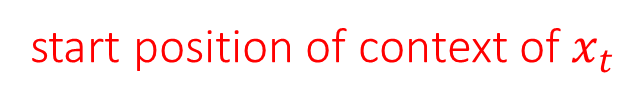 start position of context of $x_t$